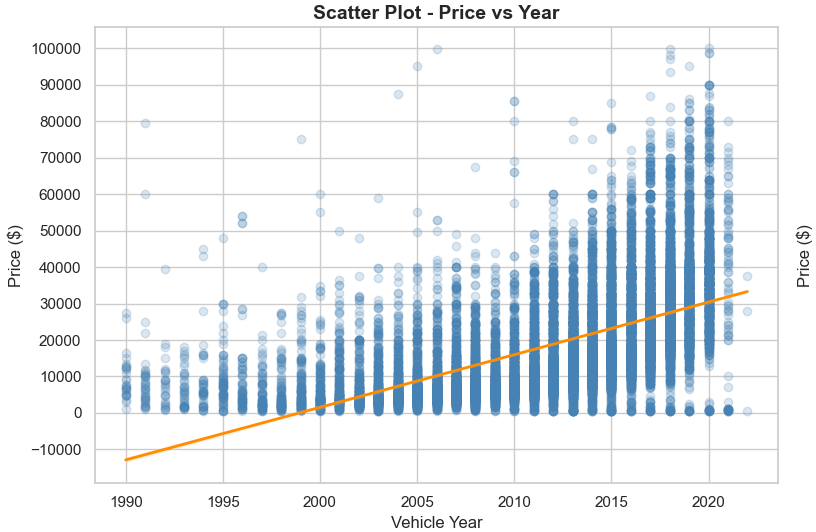 Scatter Plot - Price vs Year
100000
90000
80000
70000
60000
50000
40000
30000
20000
10000
0
−10000
Price ($)
Price ($)
1990 1995 2000 2005 2010 2015 2020
Vehicle Year